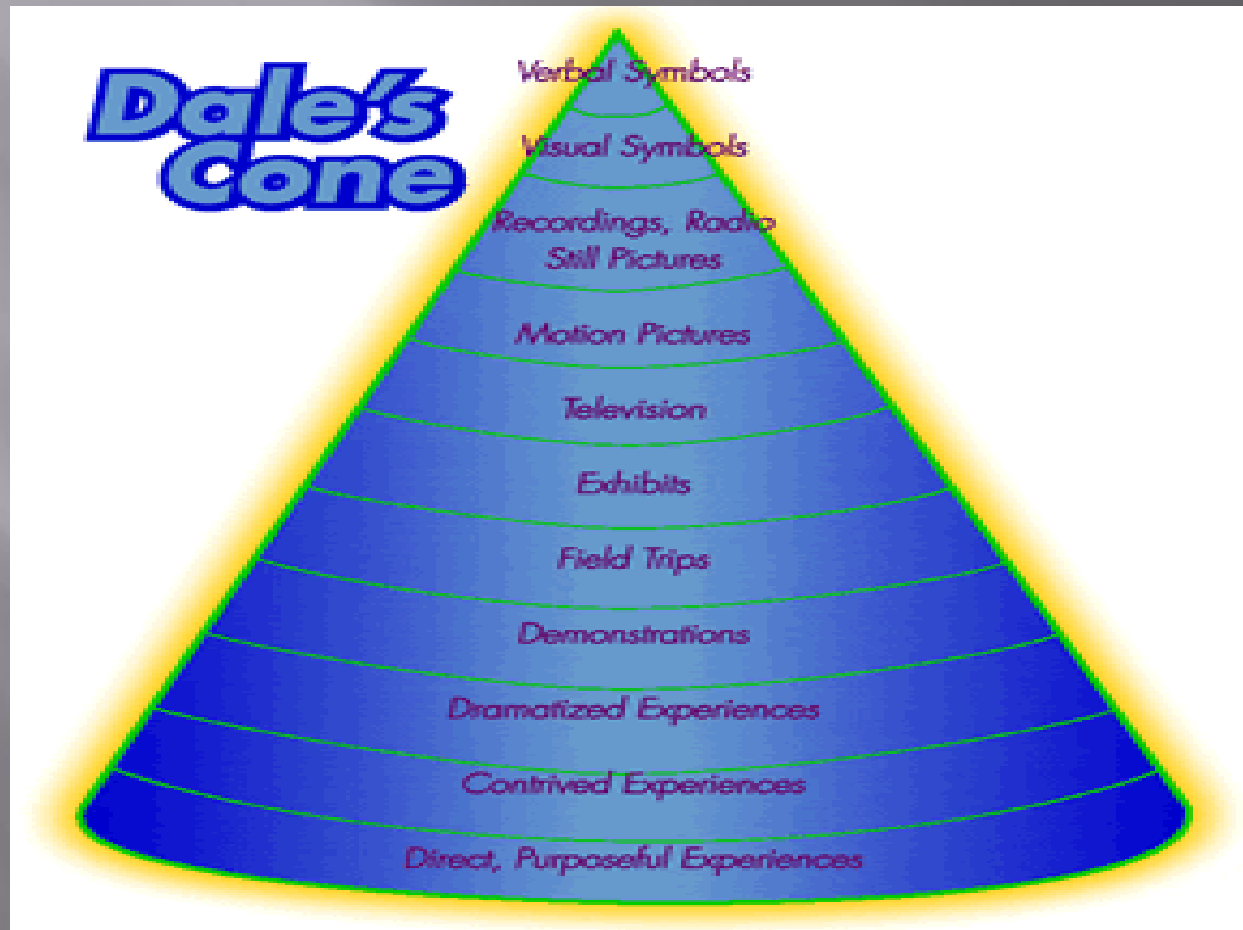 Dale's
Cone
Verbal Symbols
Visual Symbols
Recordings, Radio
Still Pictures
Motion Pictures
Television
Exhibits
Field Trips
Demonstrations
Dramatized Experiences
Contrived Experiences
Direct, Purposeful Experiences